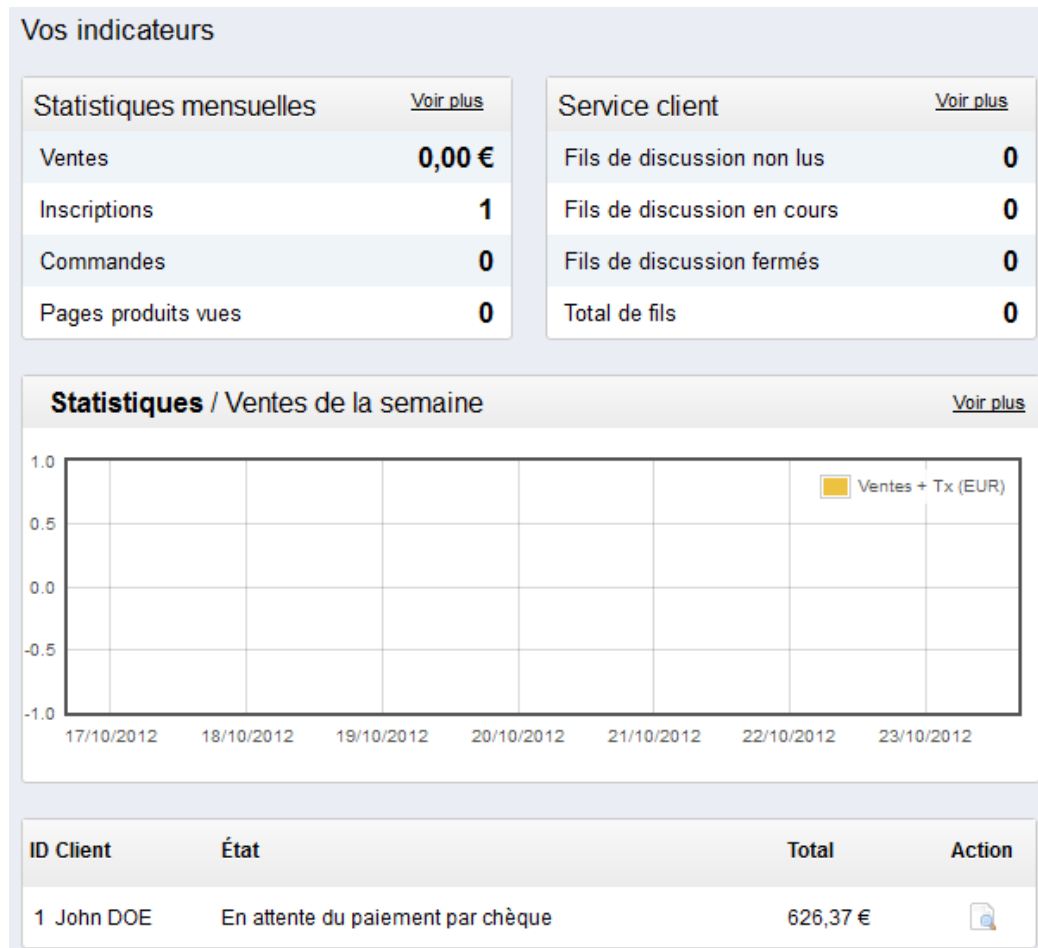 Vos indicateurs
Statistiques mensuelles Voir plus
Ventes 0,00 €
Inscriptions 1
Commandes 0
Pages produits vues 0
Service client Voir plus
Fils de discussion non lus 0
Fils de discussion en cours 0
Fils de discussion fermés 0
Total de fils 0
Statistiques / Ventes de la semaine Voir plus
Ventes + Tx (EUR)
1.0
0.5
0.0
-0.5
-1.0
17/10/2012 18/10/2012 19/10/2012 20/10/2012 21/10/2012 22/10/2012 23/10/2012
ID Client État Total Action
1 John DOE En attente du paiement par chèque 626,37 €